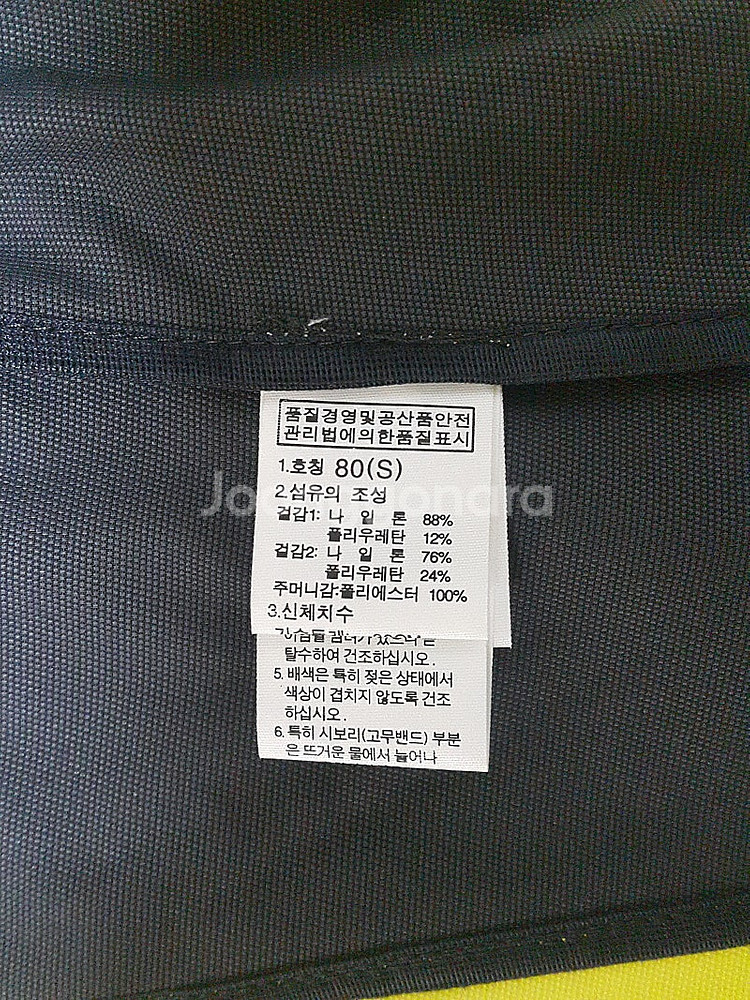 품질경영및공산품안전
관리법에의한품질표시
1.호칭 80(S)
2.섬유의 조성
걸감1: 나 일 론 88%
폴리우레탄 12%
걸감2: 나 일 론 76%
폴리우레탄 24%
주머니감:폴리에스터 100%
3.신체치수
탈수하여 건조하십시오.
5. 배색은 특히 젖은 상태에서
색상이 겹치지 않도록 건조
하십시오.
6. 특히 시보리(고무밴드) 부분
은 뜨거운 물에서 늘어나